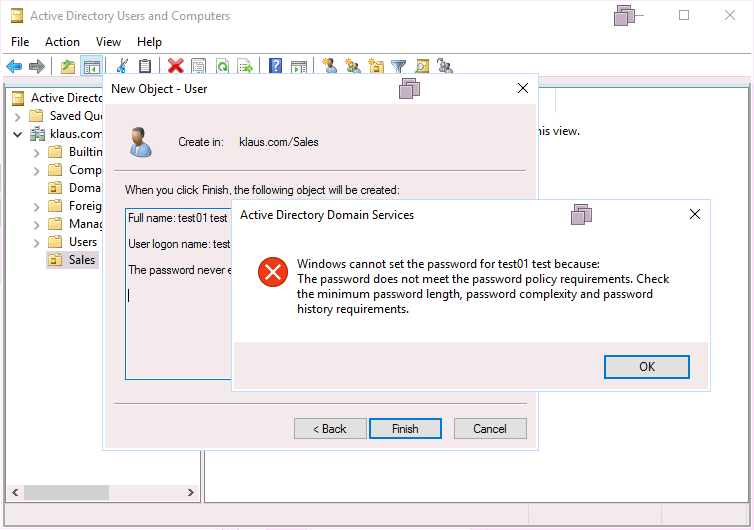 Active Directory Users and Computers
File Action View Help
Active Directo
Saved Que
klaus.com
Builtin
Comp
Doma
Foreig
Manag
Users
Sales
his view.
New Object - User
Create in: klaus.com/Sales
When you click Finish, the following object will be created:
Full name: test01 test
User logon name: test
The password never e
< Back Finish Cancel
Active Directory Domain Services
Windows cannot set the password for test01 test because:
The password does not meet the password policy requirements. Check
the minimum password length, password complexity and password
history requirements.
OK